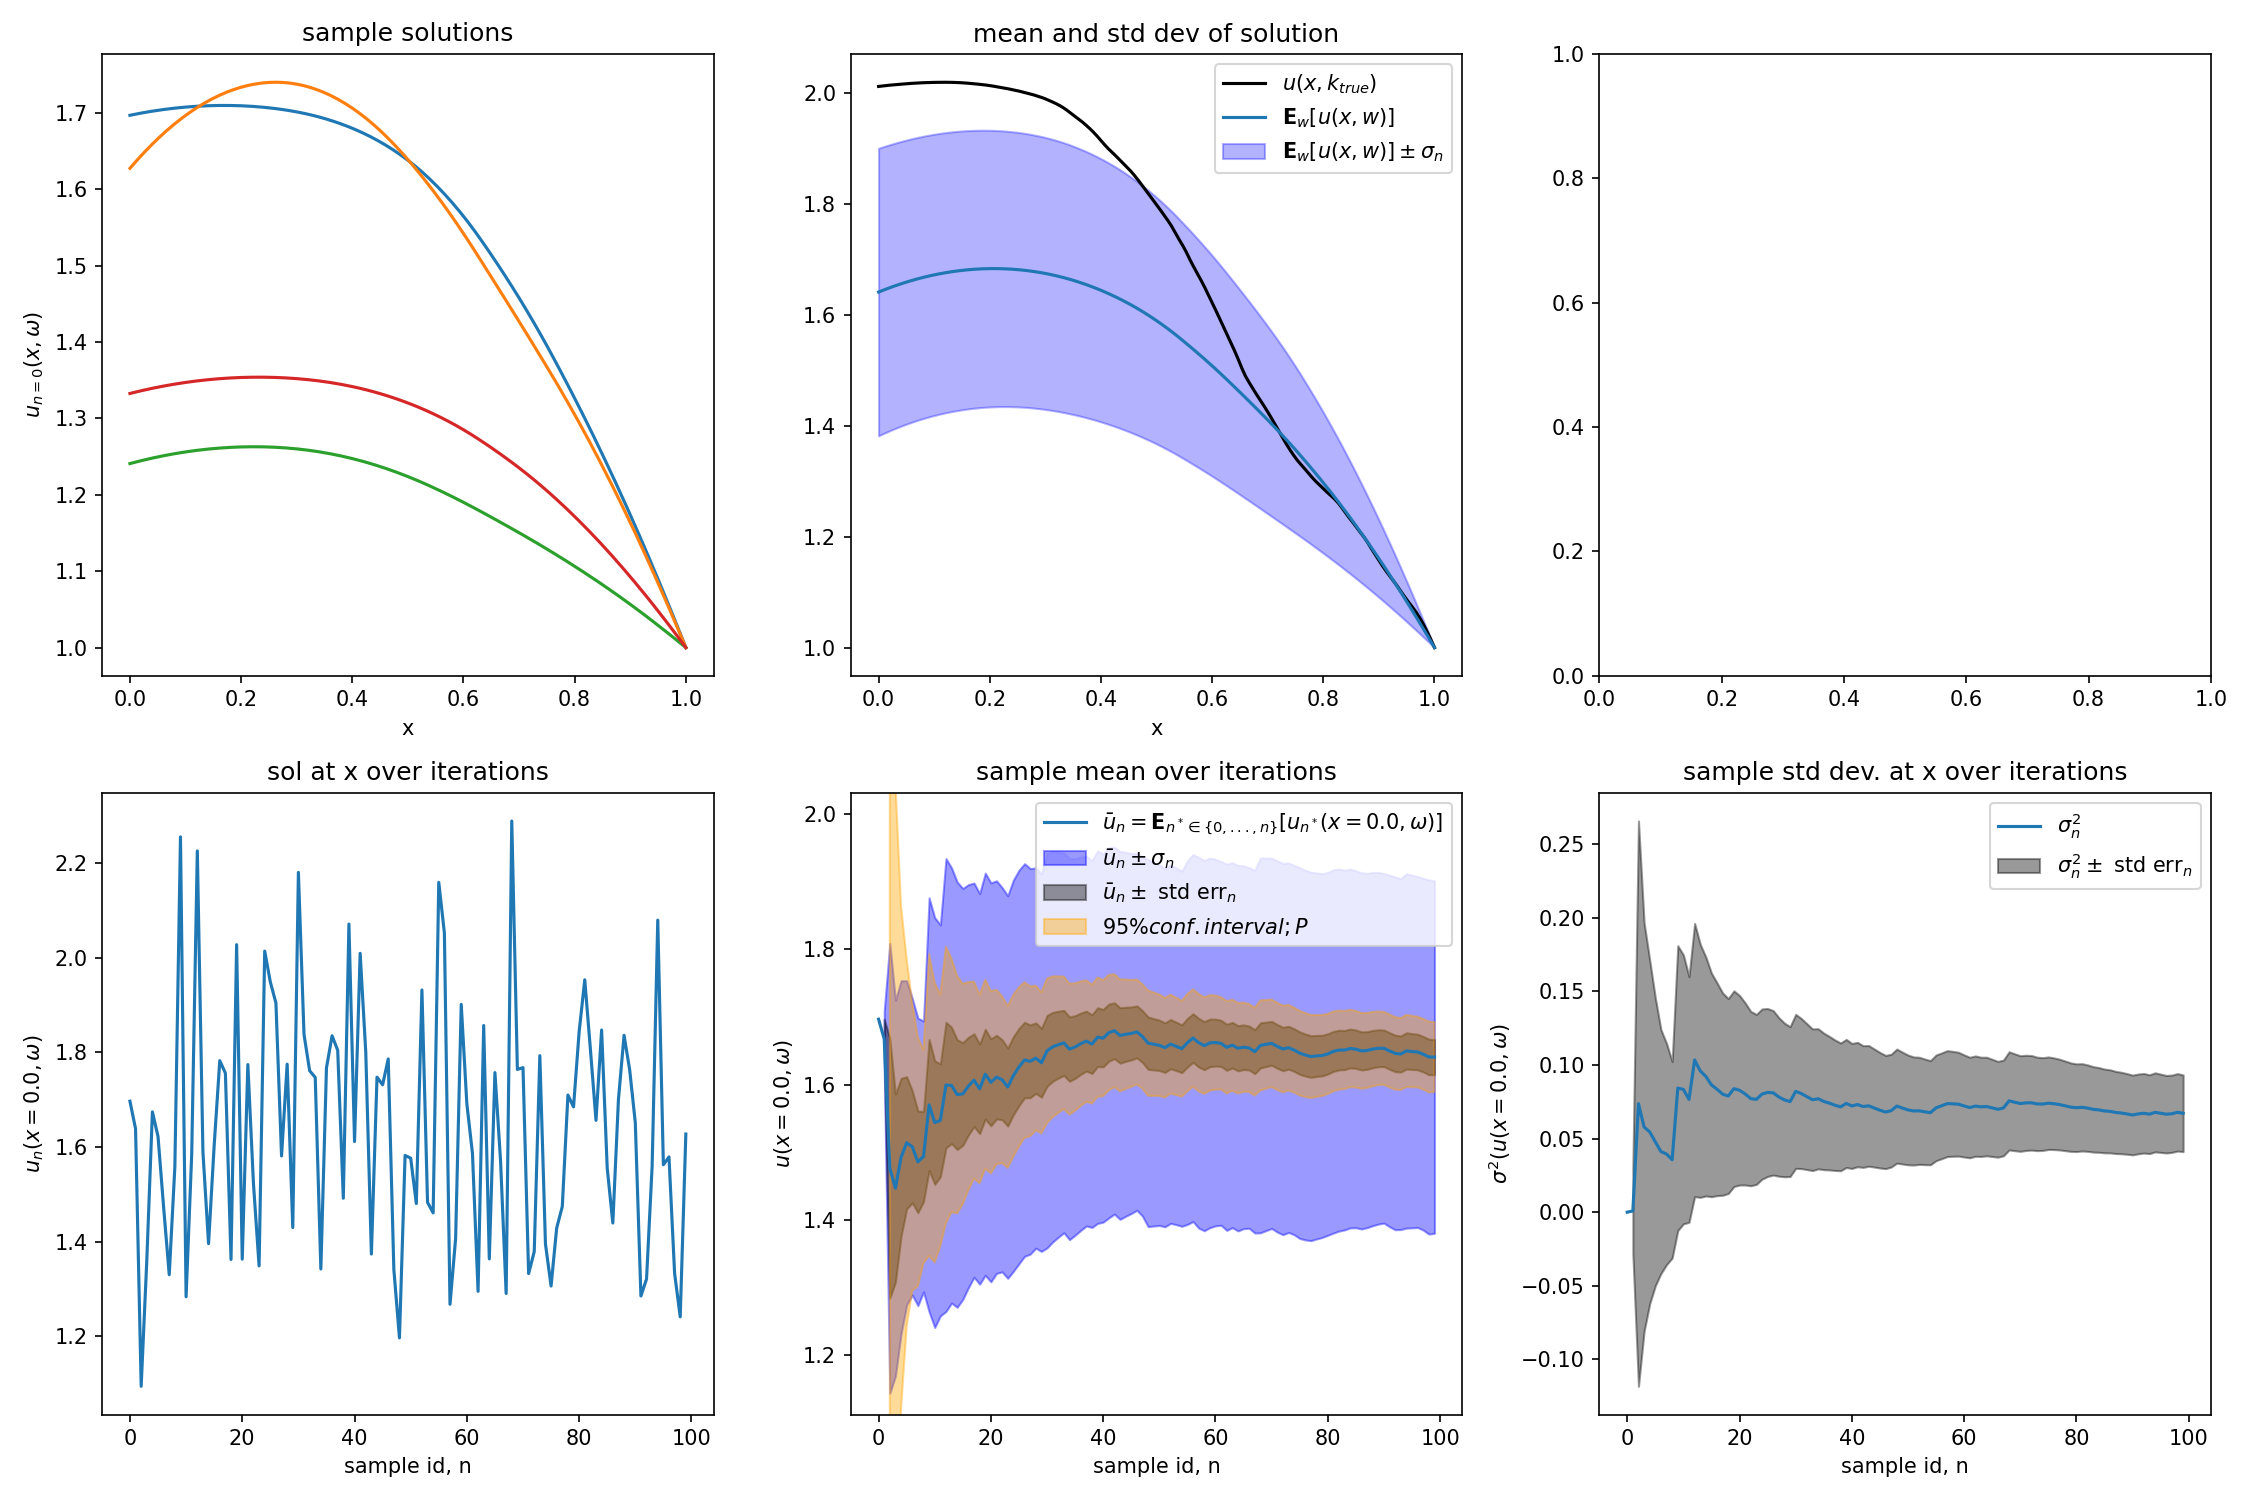 sample solutions
1.7
1.6
1.5
1.4
1.3
1.2
1.1
1.0
u_{n=0}(x, ω)
0.0 0.2 0.4 0.6 0.8 1.0
x
mean and std dev of solution
2.0
1.8
1.6
1.4
1.2
1.0
u(x, k_{true})
E_w[u(x, w)]
E_w[u(x, w)] ± σ_n
0.0 0.2 0.4 0.6 0.8 1.0
x
1.0
0.8
0.6
0.4
0.2
0.0
0.0 0.2 0.4 0.6 0.8 1.0
sol at x over iterations
2.2
2.0
1.8
1.6
1.4
1.2
u_n(x = 0.0, ω)
0 20 40 60 80 100
sample id, n
sample mean over iterations
2.0
1.8
1.6
1.4
1.2
u(x = 0.0, ω)
ū_n = E_{n* ∈ {0, ..., n}}[u_{n*}(x = 0.0, ω)]
ū_n ± σ_n
ū_n ± std err_n
95%conf. interval; P
0 20 40 60 80 100
sample id, n
sample std dev. at x over iterations
0.25
0.20
0.15
0.10
0.05
0.00
−0.05
−0.10
σ²(u(x = 0.0, ω)
σ²_n
σ²_n ± std err_n
0 20 40 60 80 100
sample id, n